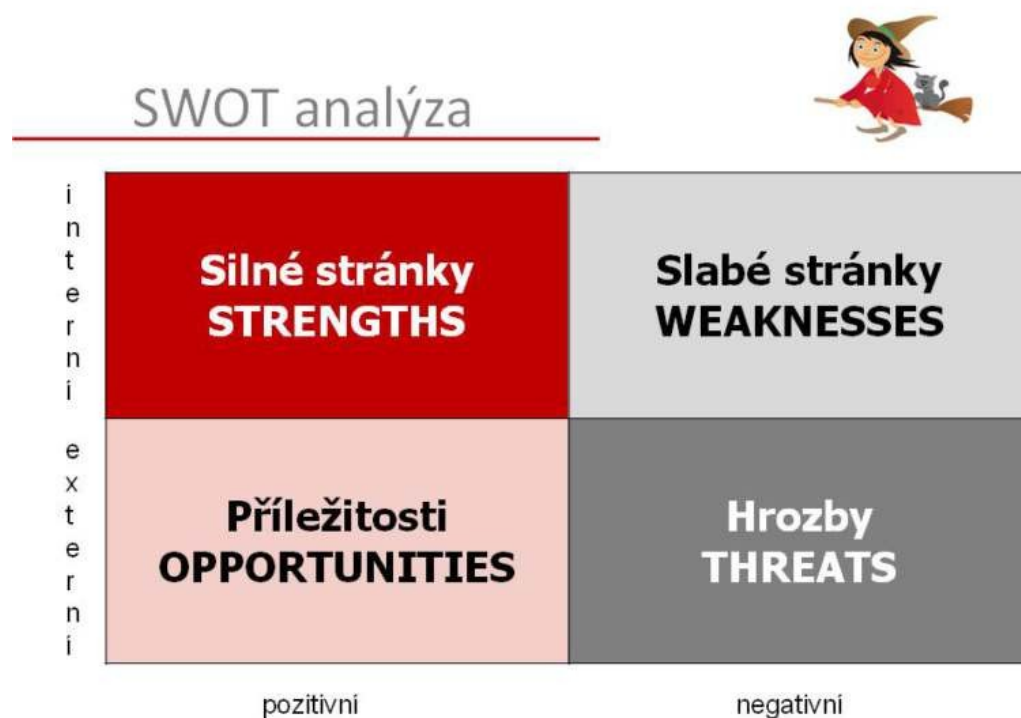 SWOT analýza
interní
Silné stránky
STRENGTHS
Slabé stránky
WEAKNESSES
externí
Příležitosti
OPPORTUNITIES
Hrozby
THREATS
pozitivní
negativní